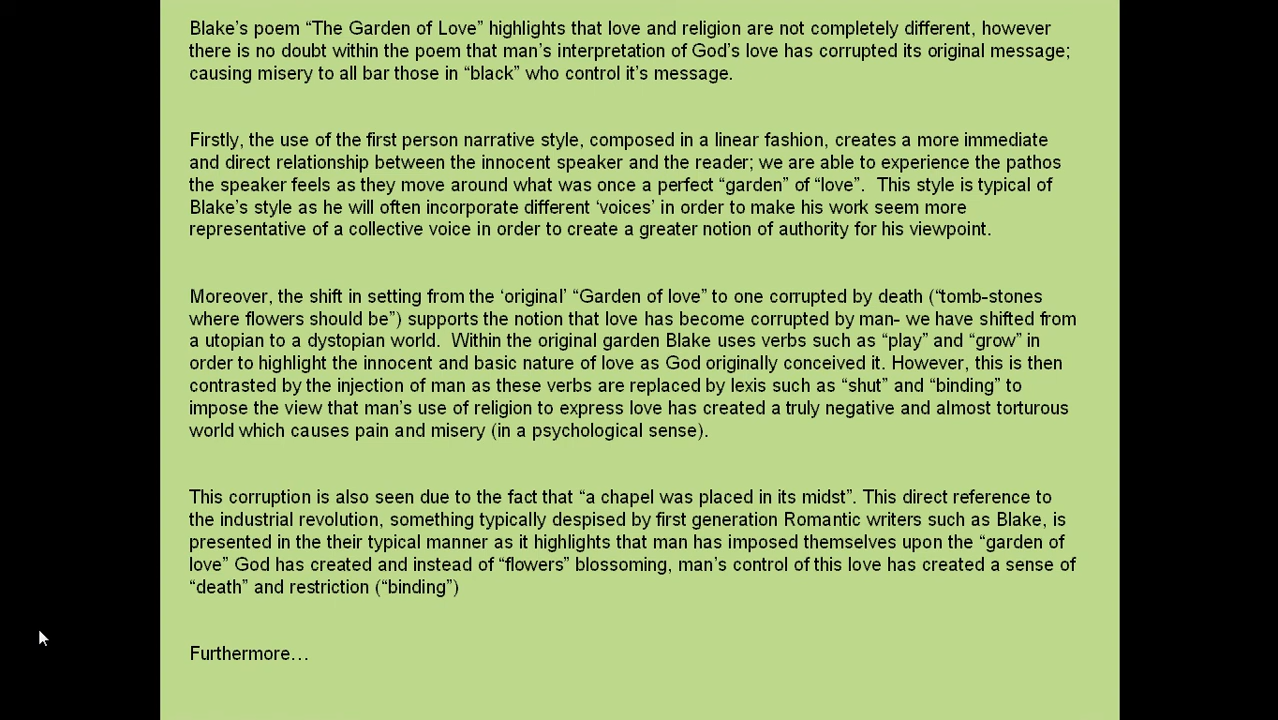 Blake’s poem “The Garden of Love” highlights that love and religion are not completely different, however
there is no doubt within the poem that man’s interpretation of God’s love has corrupted its original message;
causing misery to all bar those in “black” who control it’s message.
Firstly, the use of the first person narrative style, composed in a linear fashion, creates a more immediate
and direct relationship between the innocent speaker and the reader; we are able to experience the pathos
the speaker feels as they move around what was once a perfect “garden” of “love”.  This style is typical of
Blake’s style as he will often incorporate different ‘voices’ in order to make his work seem more
representative of a collective voice in order to create a greater notion of authority for his viewpoint.
Moreover, the shift in setting from the ‘original’ “Garden of love” to one corrupted by death (“tomb-stones
where flowers should be”) supports the notion that love has become corrupted by man- we have shifted from
a utopian to a dystopian world.  Within the original garden Blake uses verbs such as “play” and “grow” in
order to highlight the innocent and basic nature of love as God originally conceived it. However, this is then
contrasted by the injection of man as these verbs are replaced by lexis such as “shut” and “binding” to
impose the view that man’s use of religion to express love has created a truly negative and almost torturous
world which causes pain and misery (in a psychological sense).
This corruption is also seen due to the fact that “a chapel was placed in its midst”. This direct reference to
the industrial revolution, something typically despised by first generation Romantic writers such as Blake, is
presented in the their typical manner as it highlights that man has imposed themselves upon the “garden of
love” God has created and instead of “flowers” blossoming, man’s control of this love has created a sense of
“death” and restriction (“binding”)
Furthermore…